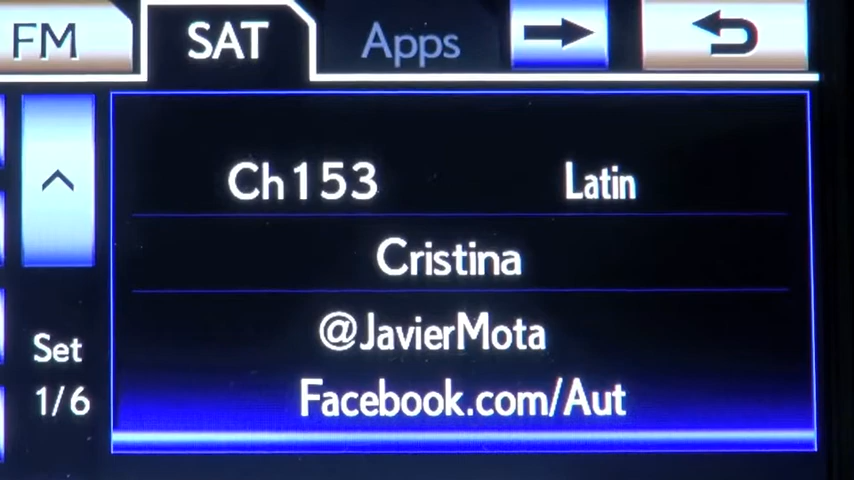 FM SAT Apps
Ch153 Latin
Cristina
@JavierMota
Set
Facebook.com/Aut
1/6